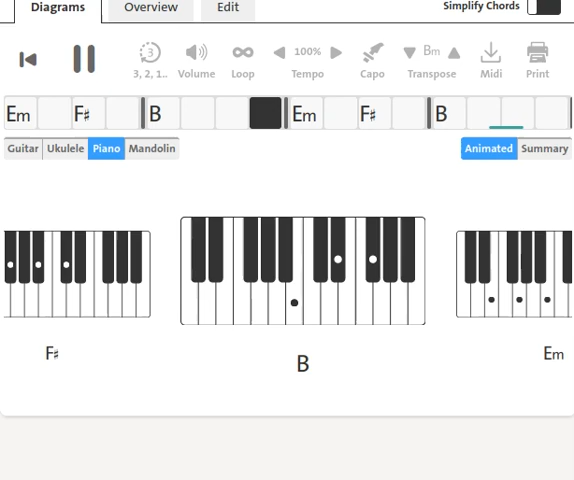 Diagrams Overview Edit Simplify Chords
3
100%
Bm
3, 2, 1.. Volume Loop Tempo Capo Transpose Midi Print
Em F♯ B Em F♯ B
Guitar Ukulele Piano Mandolin Animated Summary
F♯ B Em